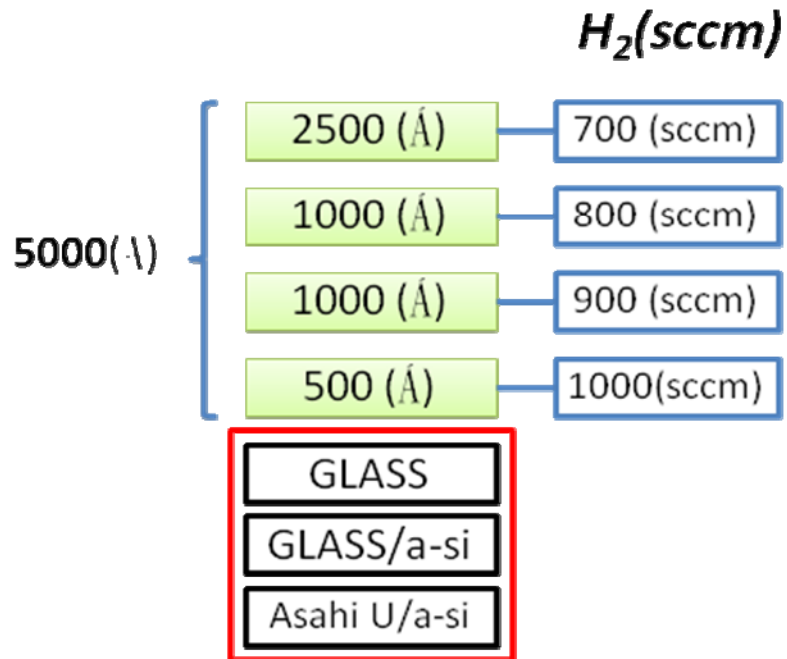 H₂(sccm)
2500 (Å) 700 (sccm)
1000 (Å) 800 (sccm)
5000(Å)
1000 (Å) 900 (sccm)
500 (Å) 1000(sccm)
GLASS
GLASS/a-si
Asahi U/a-si